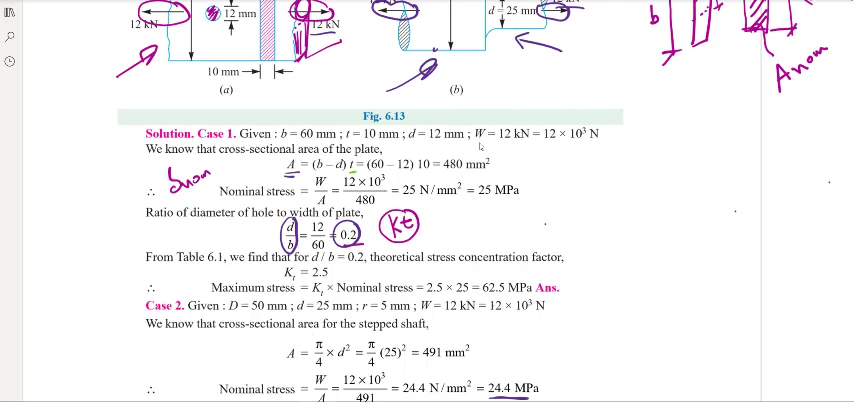 12 kN
12 mm
12 kN
d = 25 mm
b
10 mm
Anom
(a)
(b)
Fig. 6.13
Solution. Case 1. Given : b = 60 mm ; t = 10 mm ; d = 12 mm ; W = 12 kN = 12 × 10³ N
We know that cross-sectional area of the plate,
A = (b – d) t = (60 – 12) 10 = 480 mm²
∴ Nominal stress = W/A = 12 × 10³/480 = 25 N / mm² = 25 MPa
Ratio of diameter of hole to width of plate,
d/b = 12/60 = 0.2
Kt
From Table 6.1, we find that for d / b = 0.2, theoretical stress concentration factor,
Kt = 2.5
∴ Maximum stress = Kt × Nominal stress = 2.5 × 25 = 62.5 MPa Ans.
Case 2. Given : D = 50 mm ; d = 25 mm ; r = 5 mm ; W = 12 kN = 12 × 10³ N
We know that cross-sectional area for the stepped shaft,
A = π/4 × d² = π/4 (25)² = 491 mm²
∴ Nominal stress = W/A = 12 × 10³/491 = 24.4 N / mm² = 24.4 MPa